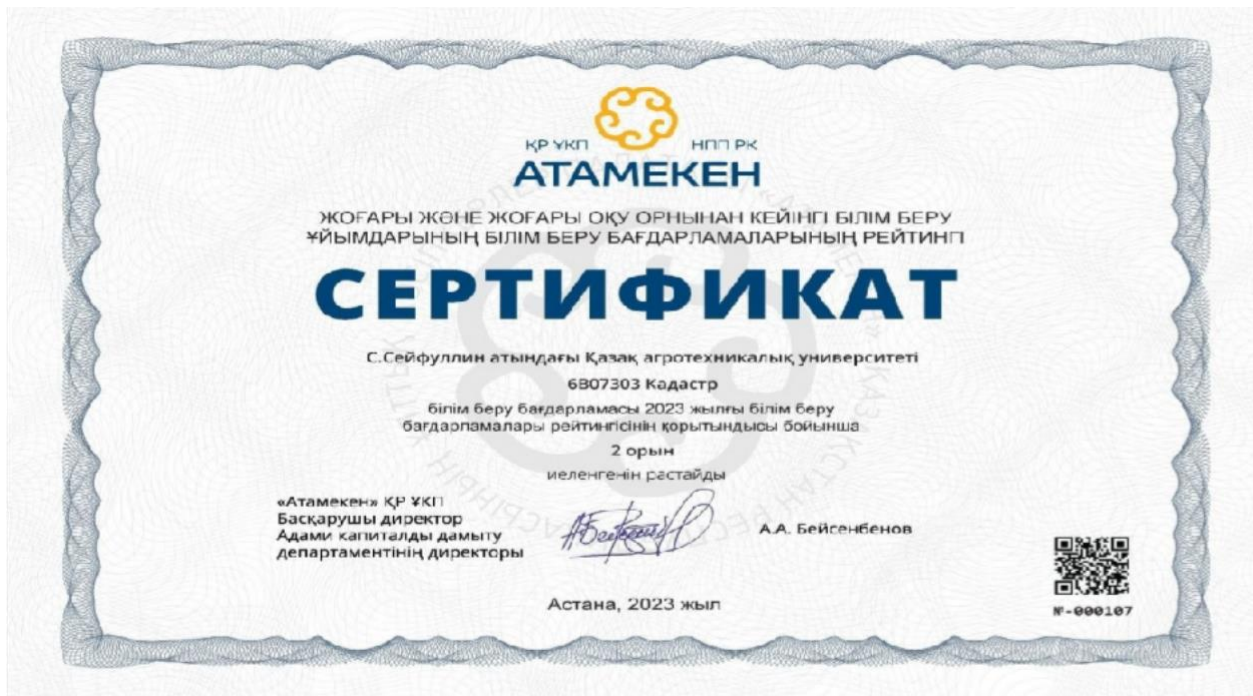 ҚР ҰКП НПП РК
АТАМЕКЕН
ЖОҒАРЫ ЖӘНЕ ЖОҒАРЫ ОҚУ ОРНЫНАН КЕЙІНГІ БІЛІМ БЕРУ
ҰЙЫМДАРЫНЫҢ БІЛІМ БЕРУ БАҒДАРЛАМАЛАРЫНЫҢ РЕЙТИНГІ
СЕРТИФИКАТ
С.Сейфуллин атындағы Қазақ агротехникалық университеті
6B07303 Кадастр
білім беру бағдарламасы 2023 жылғы білім беру
бағдарламалары рейтингісінің қорытындысы бойынша
2 орын
иеленгенін растайды
«Атамекен» ҚР ҰКП
Басқарушы директор
Адами капиталды дамыту
департаментінің директоры
А.А. Бейсенбенов
Астана, 2023 жыл
№-000107